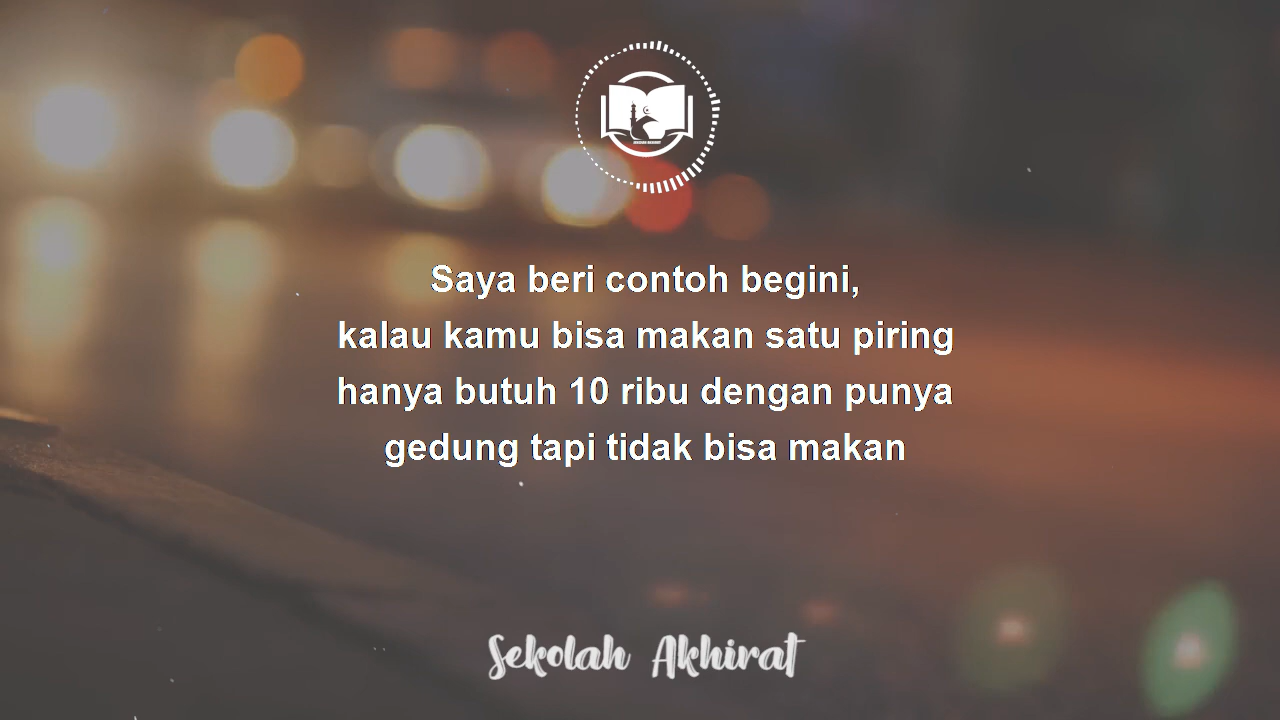 Saya beri contoh begini,
kalau kamu bisa makan satu piring
hanya butuh 10 ribu dengan punya
gedung tapi tidak bisa makan
Sekolah Akhirat